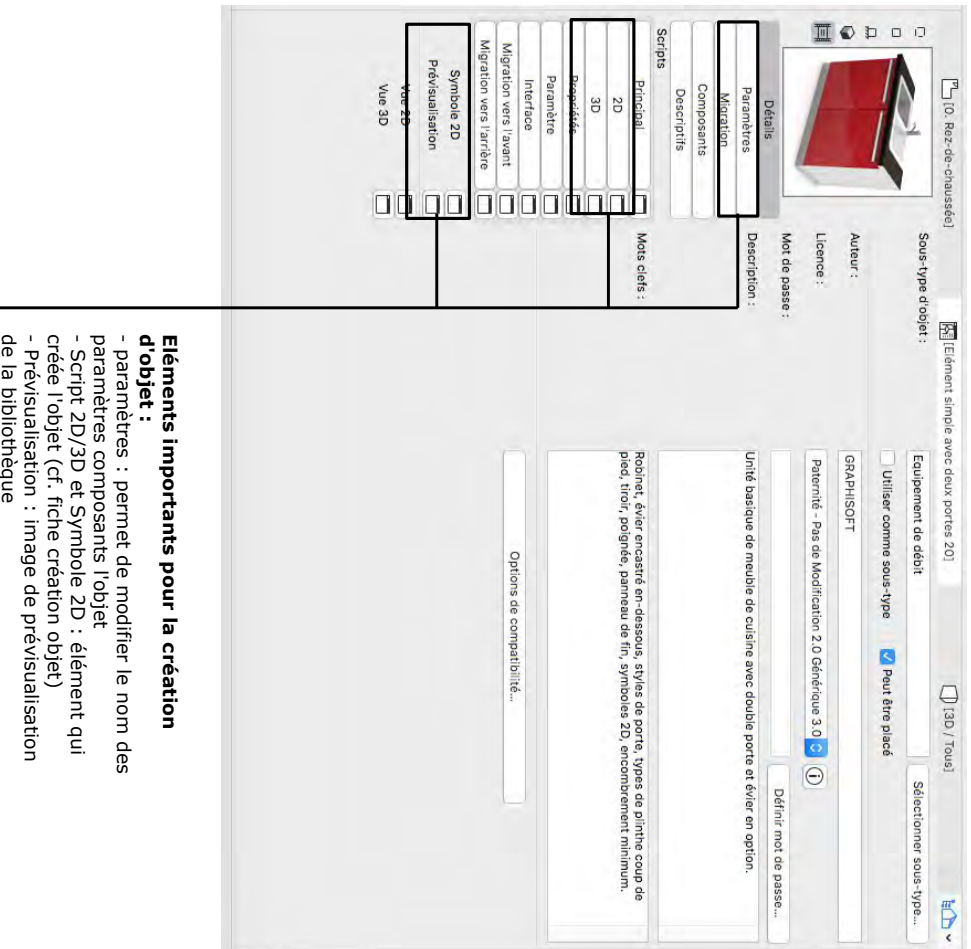 [0. Rez-de-chaussée]
[Elément simple avec deux portes 20]
[3D / Tous]
Sous-type d'objet :
Equipement de débit
Sélectionner sous-type...
Utiliser comme sous-type
Peut être placé
Auteur :
GRAPHISOFT
Licence :
Paternité - Pas de Modification 2.0 Générique 3.0
Mot de passe :
Définir mot de passe...
Description :
Unité basique de meuble de cuisine avec double porte et évier en option.
Mots clefs :
Robinet, évier encastré en-dessous, styles de porte, types de plinthe coup de
pied, tiroir, poignée, panneau de fin, symboles 2D, encombrement minimum.
Options de compatibilité...
Détails
Paramètres
Migration
Composants
Descriptifs
Scripts
Principal
2D
3D
Propriétés
Paramètre
Interface
Migration vers l'avant
Migration vers l'arrière
Symbole 2D
Prévisualisation
Vue 2D
Vue 3D
Eléments importants pour la création
d'objet :
- paramètres : permet de modifier le nom des
paramètres composants l'objet
- Script 2D/3D et Symbole 2D : élément qui
créée l'objet (cf. fiche création objet)
- Prévisualisation : image de prévisualisation
de la bibliothèque